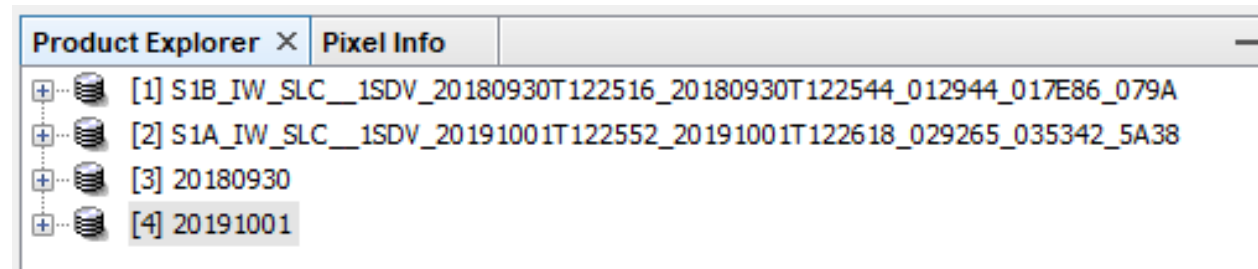 Product Explorer × Pixel Info
[1] S1B_IW_SLC__1SDV_20180930T122516_20180930T122544_012944_017E86_079A
[2] S1A_IW_SLC__1SDV_20191001T122552_20191001T122618_029265_035342_5A38
[3] 20180930
[4] 20191001